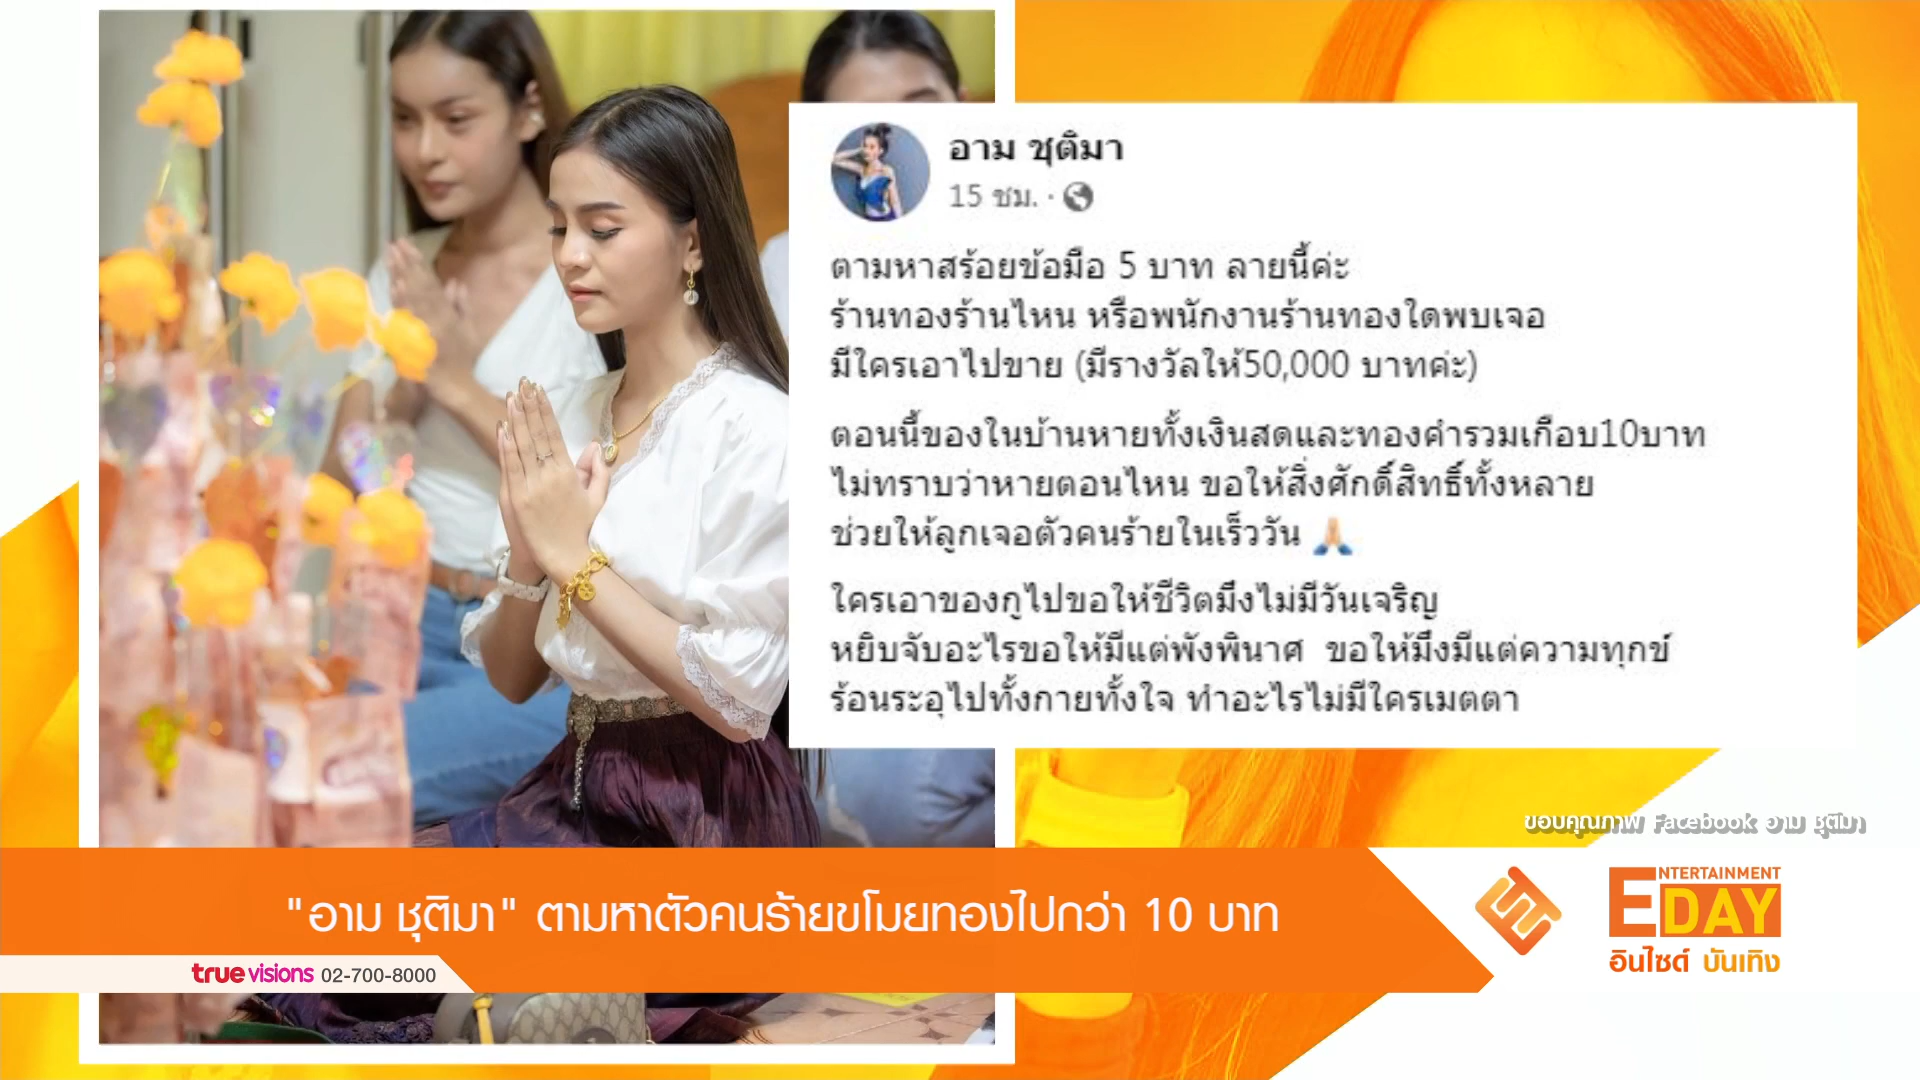 อาม ชุติมา
15 ชม. ·
ตามหาสร้อยข้อมือ 5 บาท ลายนี้ค่ะ
ร้านทองร้านไหน หรือพนักงานร้านทองใดพบเจอ
มีใครเอาไปขาย (มีรางวัลให้50,000 บาทค่ะ)
ตอนนี้ของในบ้านหายทั้งเงินสดและทองคำรวมเกือบ10บาท
ไม่ทราบว่าหายตอนไหน ขอให้สิ่งศักดิ์สิทธิ์ทั้งหลาย
ช่วยให้ลูกเจอตัวคนร้ายในเร็ววัน 🙏🏻
ใครเอาของกูไปขอให้ชีวิตมึงไม่มีวันเจริญ
หยิบจับอะไรขอให้มีแต่พังพินาศ ขอให้มึงมีแต่ความทุกข์
ร้อนระอุไปทั้งกายทั้งใจ ทำอะไรไม่มีใครเมตตา
ขอบคุณภาพ Facebook อาม ชุติมา
"อาม ชุติมา" ตามหาตัวคนร้ายขโมยทองไปกว่า 10 บาท
ENTERTAINMENT
DAY
อินไซด์ บันเทิง
truevisions 02-700-8000